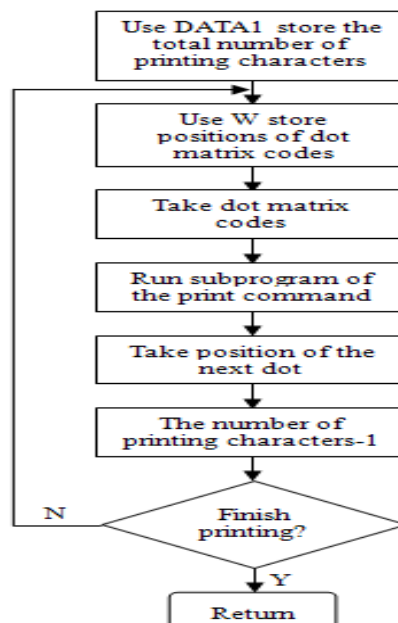 Use DATA1 store the
total number of
printing characters
Use W store
positions of dot
matrix codes
Take dot matrix
codes
Run subprogram of
the print command
Take position of the
next dot
The number of
printing characters-1
Finish
printing?
N
Y
Return